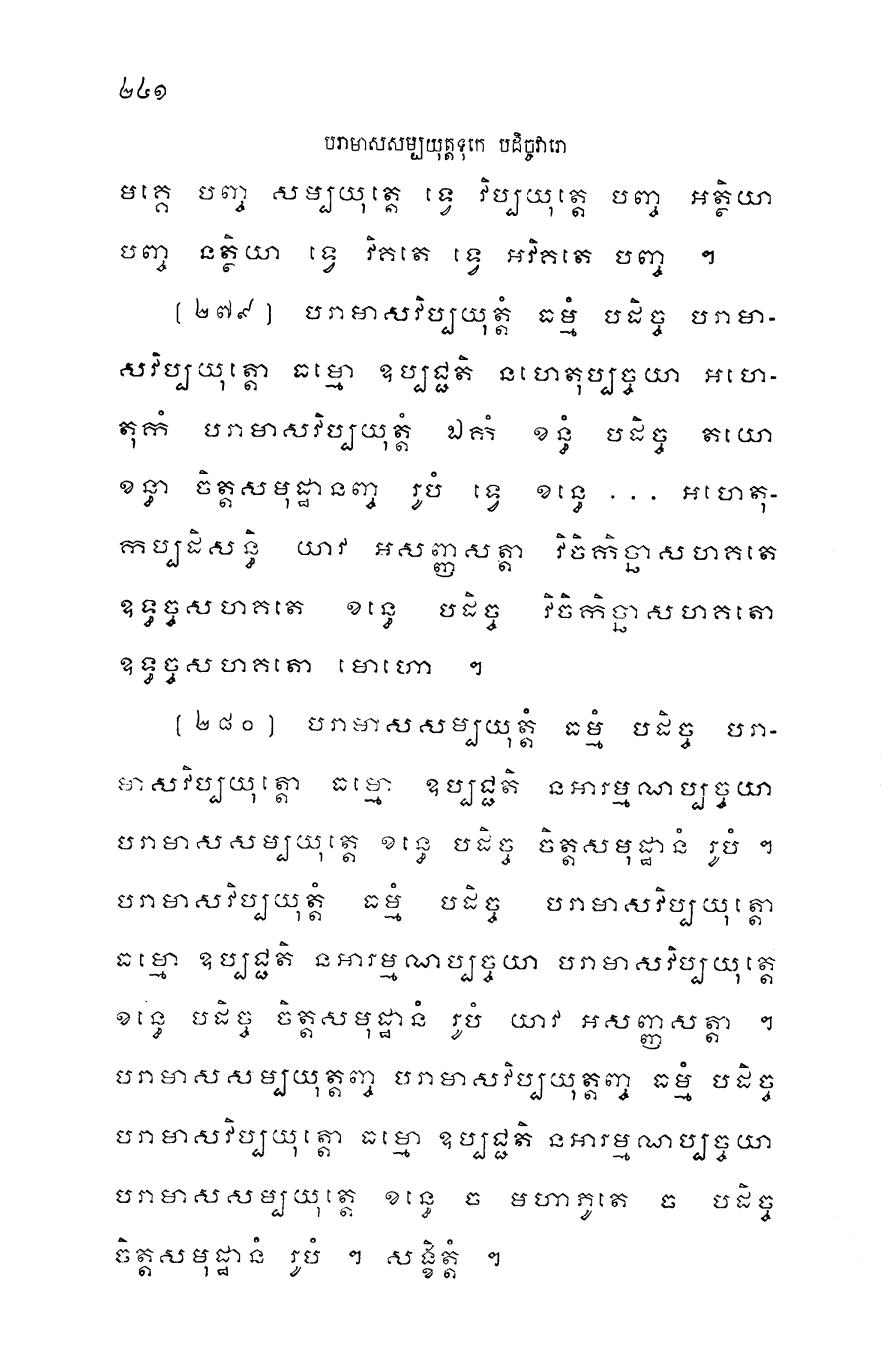 ២៤១
បរាមាសសម្បយុត្តទុកេ បដិច្ចវារោ
មគ្គេ បញ្ច សម្បយុត្តេ ទ្វេ វិប្បយុត្តេ បញ្ច អត្ថិយា
បញ្ច នត្ថិយា ទ្វេ វិគតេ ទ្វេ អវិគតេ បញ្ច ។
[២៧៩] បរាមាសវិប្បយុត្តំ ធម្មំ បដិច្ច បរាមា-
សវិប្បយុត្តោ ធម្មោ ឧប្បជ្ជតិ នហេតុប្បច្ចយា អហេ-
តុកំ បរាមាសវិប្បយុត្តំ ឯកំ ខន្ធំ បដិច្ច តយោ
ខន្ធា ចិត្តសមុដ្ឋានញ្ច រូបំ ទ្វេ ខន្ធេ . . . អហេតុ-
កប្បដិសន្ធិ យាវ អសញ្ញសត្តា វិចិកិច្ឆាសហគតេ
ឧទ្ធច្ចសហគតេ ខន្ធេ បដិច្ច វិចិកិច្ឆាសហគតោ
ឧទ្ធច្ចសហគតោ មោហោ ។
[២៨០] បរាមាសសម្បយុត្តំ ធម្មំ បដិច្ច បរា-
មាសវិប្បយុត្តោ ធម្មោ ឧប្បជ្ជតិ នអារម្មណប្បច្ចយា
បរាមាសសម្បយុត្តេ ខន្ធេ បដិច្ច ចិត្តសមុដ្ឋានំ រូបំ ។
បរាមាសវិប្បយុត្តំ ធម្មំ បដិច្ច បរាមាសវិប្បយុត្តោ
ធម្មោ ឧប្បជ្ជតិ នអារម្មណប្បច្ចយា បរាមាសវិប្បយុត្តេ
ខន្ធេ បដិច្ច ចិត្តសមុដ្ឋានំ រូបំ យាវ អសញ្ញសត្តា ។
បរាមាសសម្បយុត្តញ្ច បរាមាសវិប្បយុត្តញ្ច ធម្មំ បដិច្ច
បរាមាសវិប្បយុត្តោ ធម្មោ ឧប្បជ្ជតិ នអារម្មណប្បច្ចយា
បរាមាសសម្បយុត្តេ ខន្ធេ ច មហាភូតេ ច បដិច្ច
ចិត្តសមុដ្ឋានំ រូបំ ។ សង្ខិត្តំ ។